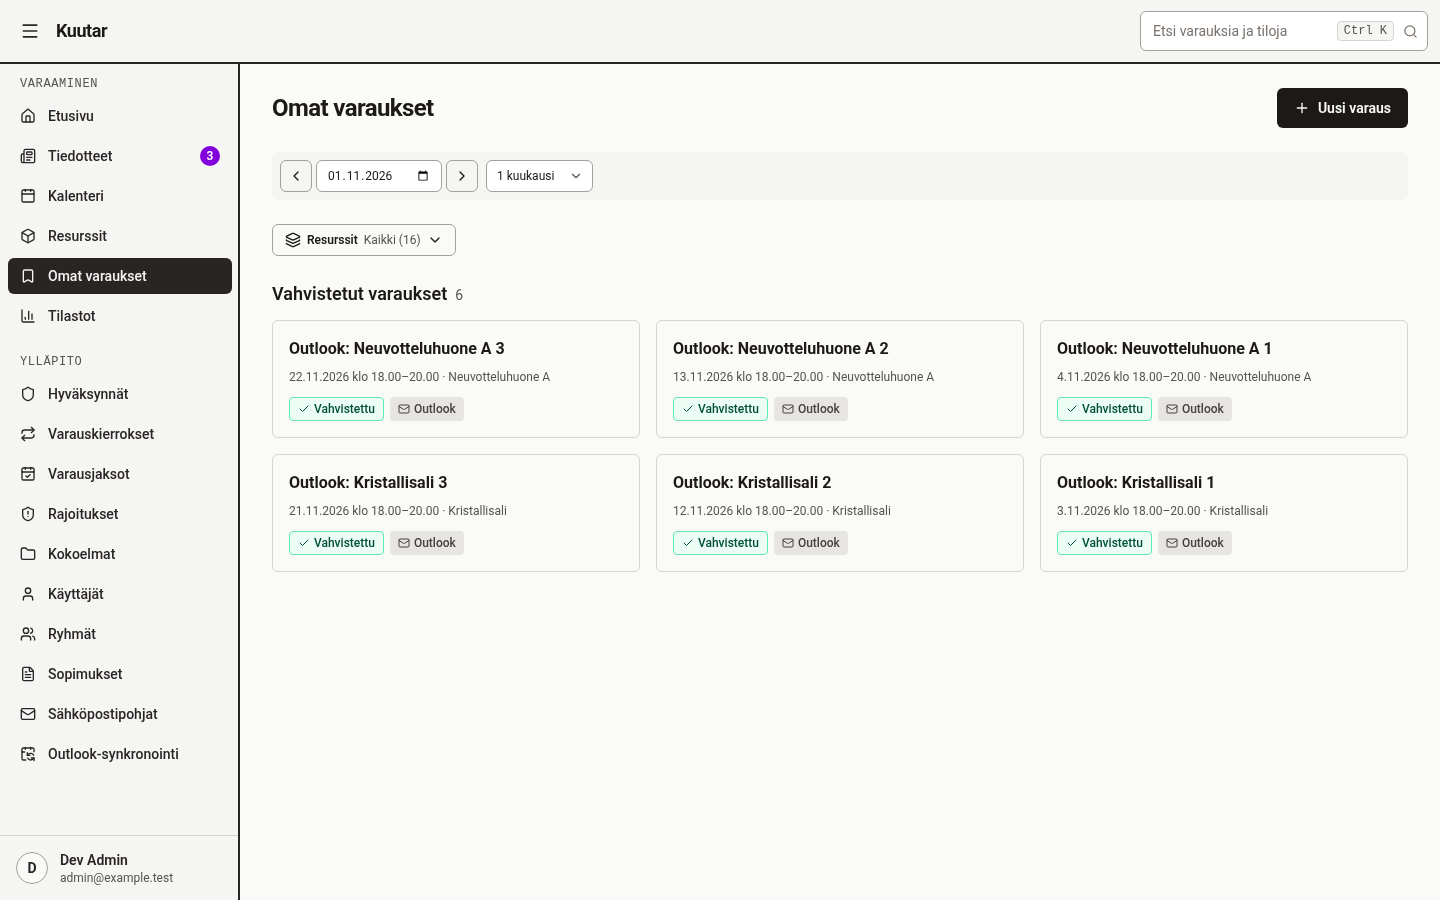 Kuutar
Etsi varauksia ja tiloja
Ctrl K
VARAAMINEN
Etusivu
Tiedotteet
3
Kalenteri
Resurssit
Omat varaukset
Tilastot
YLLÄPITO
Hyväksynnät
Varauskierrokset
Varausjaksot
Rajoitukset
Kokoelmat
Käyttäjät
Ryhmät
Sopimukset
Sähköpostipohjat
Outlook-synkronointi
D
Dev Admin
admin@example.test
Omat varaukset
Uusi varaus
01.11.2026
1 kuukausi
Resurssit Kaikki (16)
Vahvistetut varaukset 6
Outlook: Neuvotteluhuone A 3
22.11.2026 klo 18.00–20.00 · Neuvotteluhuone A
Vahvistettu Outlook
Outlook: Neuvotteluhuone A 2
13.11.2026 klo 18.00–20.00 · Neuvotteluhuone A
Vahvistettu Outlook
Outlook: Neuvotteluhuone A 1
4.11.2026 klo 18.00–20.00 · Neuvotteluhuone A
Vahvistettu Outlook
Outlook: Kristallisali 3
21.11.2026 klo 18.00–20.00 · Kristallisali
Vahvistettu Outlook
Outlook: Kristallisali 2
12.11.2026 klo 18.00–20.00 · Kristallisali
Vahvistettu Outlook
Outlook: Kristallisali 1
3.11.2026 klo 18.00–20.00 · Kristallisali
Vahvistettu Outlook